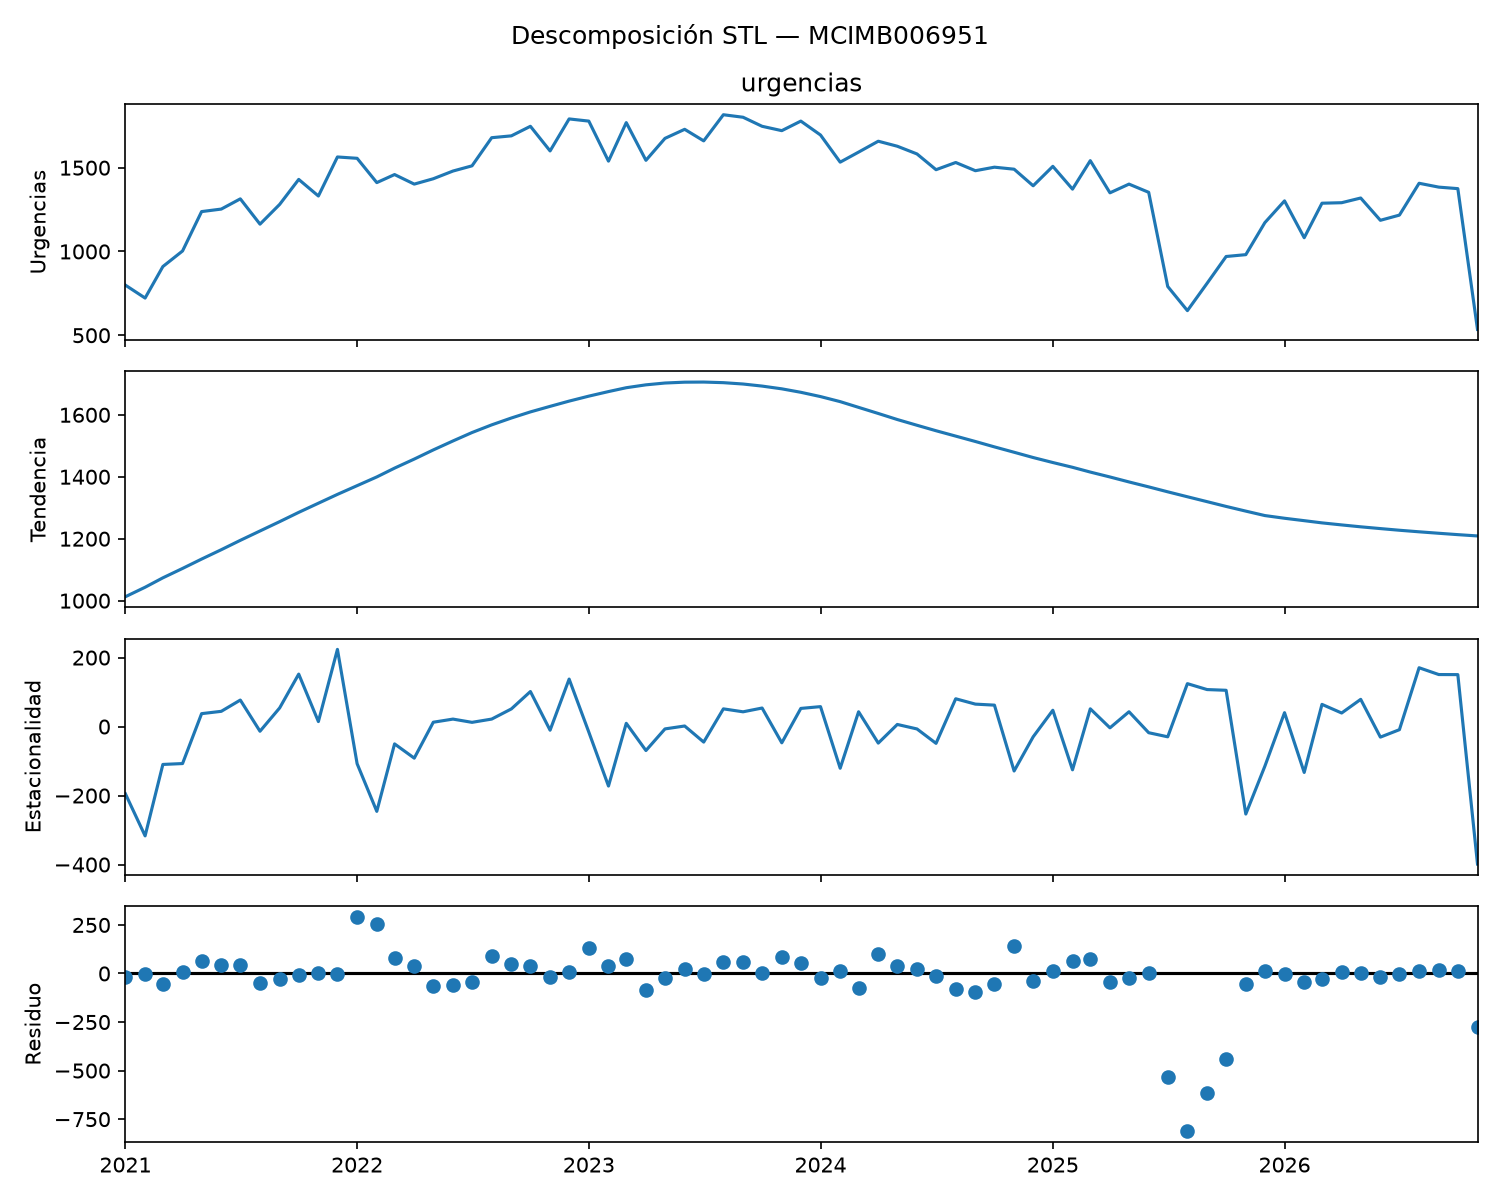 Descomposición STL — MCIMB006951
urgencias
Urgencias
1500
1000
500
Tendencia
1600
1400
1200
1000
Estacionalidad
200
0
−200
−400
Residuo
250
0
−250
−500
−750
2021 2022 2023 2024 2025 2026